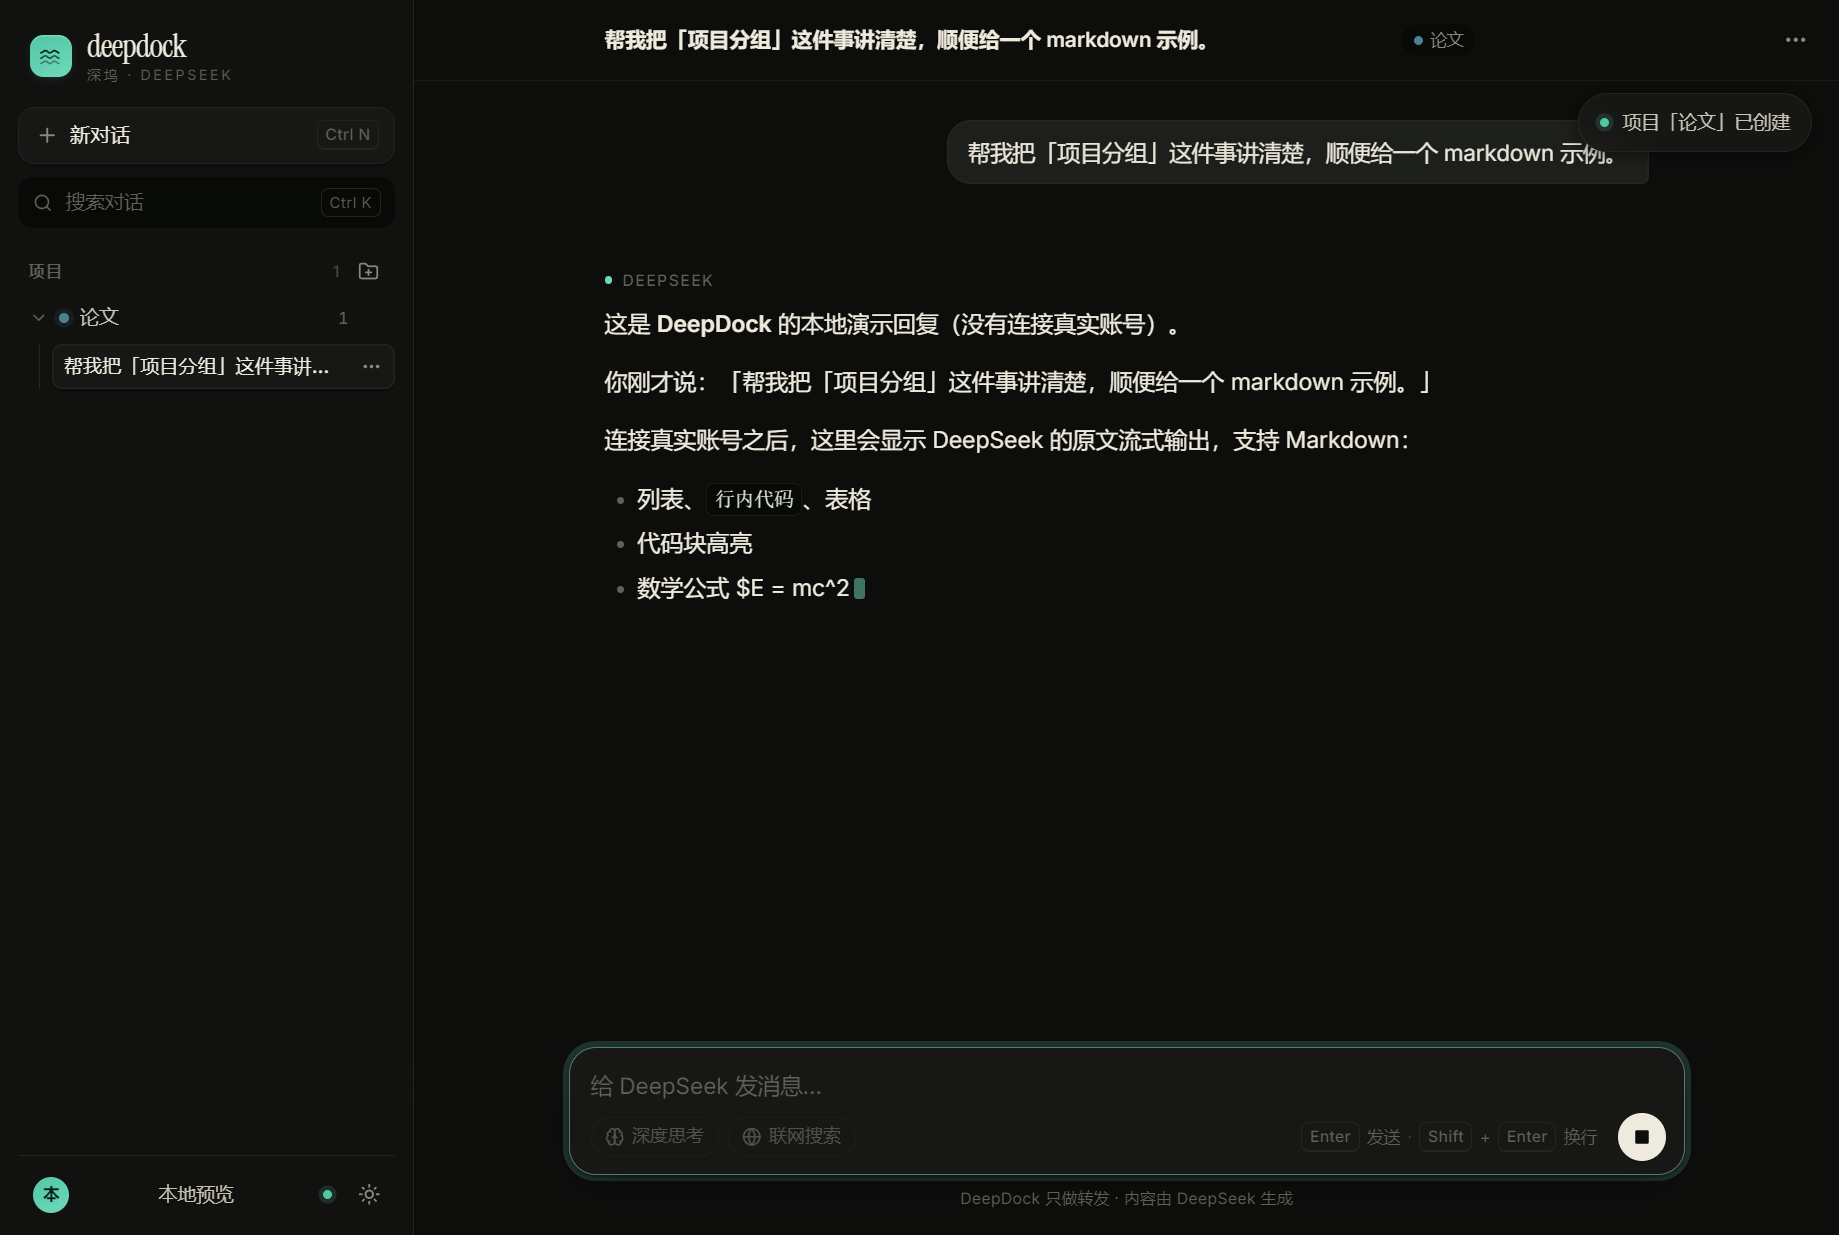 deepdock
深坞 · DEEPSEEK
新对话 Ctrl N
搜索对话 Ctrl K
项目 1
论文 1
帮我把「项目分组」这件事讲...
本
本地预览
帮我把「项目分组」这件事讲清楚，顺便给一个 markdown 示例。
论文
项目「论文」已创建
帮我把「项目分组」这件事讲清楚，顺便给一个 markdown 示例。
DEEPSEEK
这是 DeepDock 的本地演示回复（没有连接真实账号）。
你刚才说：「帮我把「项目分组」这件事讲清楚，顺便给一个 markdown 示例。」
连接真实账号之后，这里会显示 DeepSeek 的原文流式输出，支持 Markdown：
列表、行内代码、表格
代码块高亮
数学公式 $E = mc^2
给 DeepSeek 发消息...
深度思考 联网搜索 Enter 发送 · Shift + Enter 换行
DeepDock 只做转发 · 内容由 DeepSeek 生成